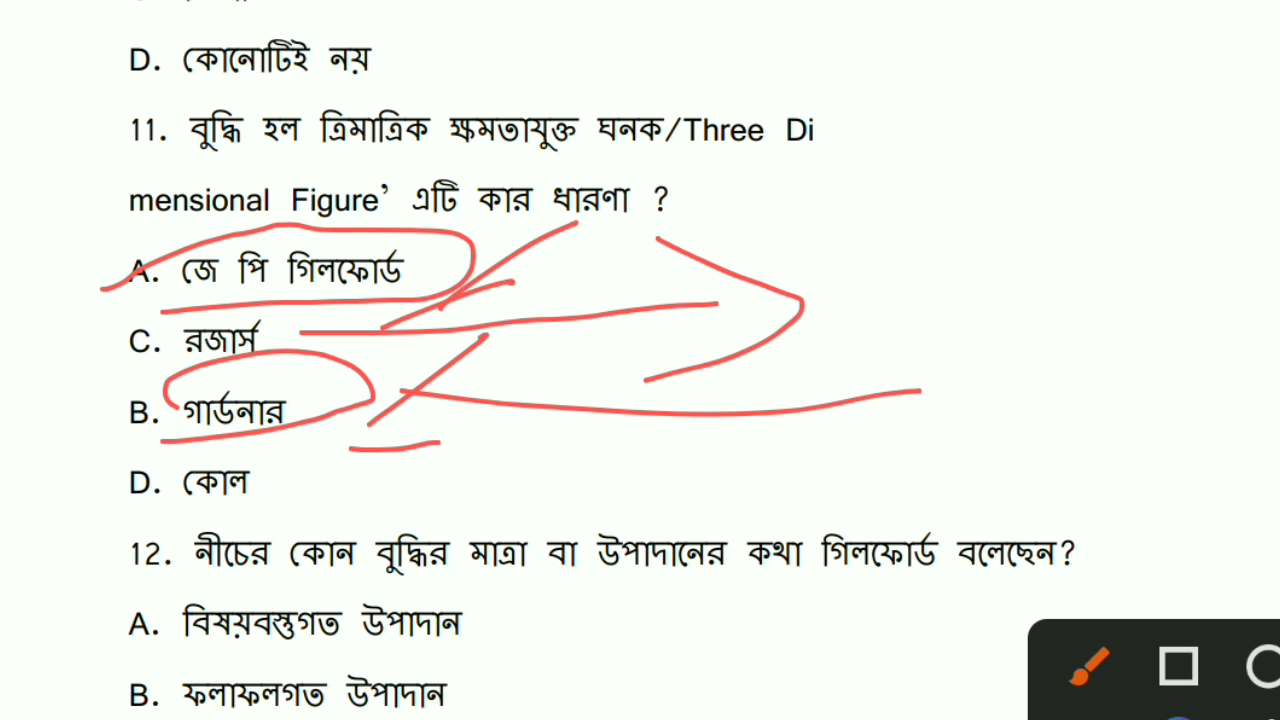 D. কোনোটিই নয়
11. বুদ্ধি হল ত্রিমাত্রিক ক্ষমতাযুক্ত ঘনক/Three Di
mensional Figure’ এটি কার ধারণা ?
A. জে পি গিলফোর্ড
C. রজার্স
B. গার্ডনার
D. কোল
12. নীচের কোন বুদ্ধির মাত্রা বা উপাদানের কথা গিলফোর্ড বলেছেন?
A. বিষয়বস্তুগত উপাদান
B. ফলাফলগত উপাদান